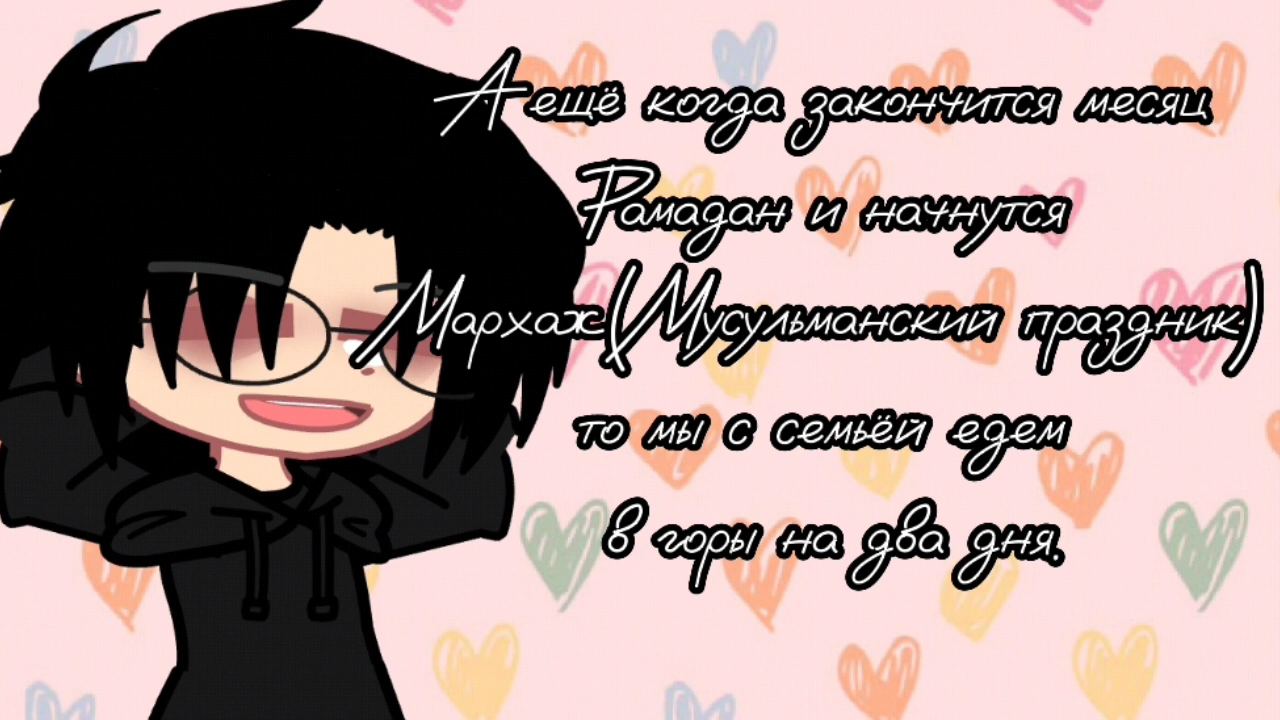 А ещё когда закончится месяц
Рамадан и начнутся
Мархаж(Мусульманский праздник)
то мы с семьёй едем
в горы на два дня.